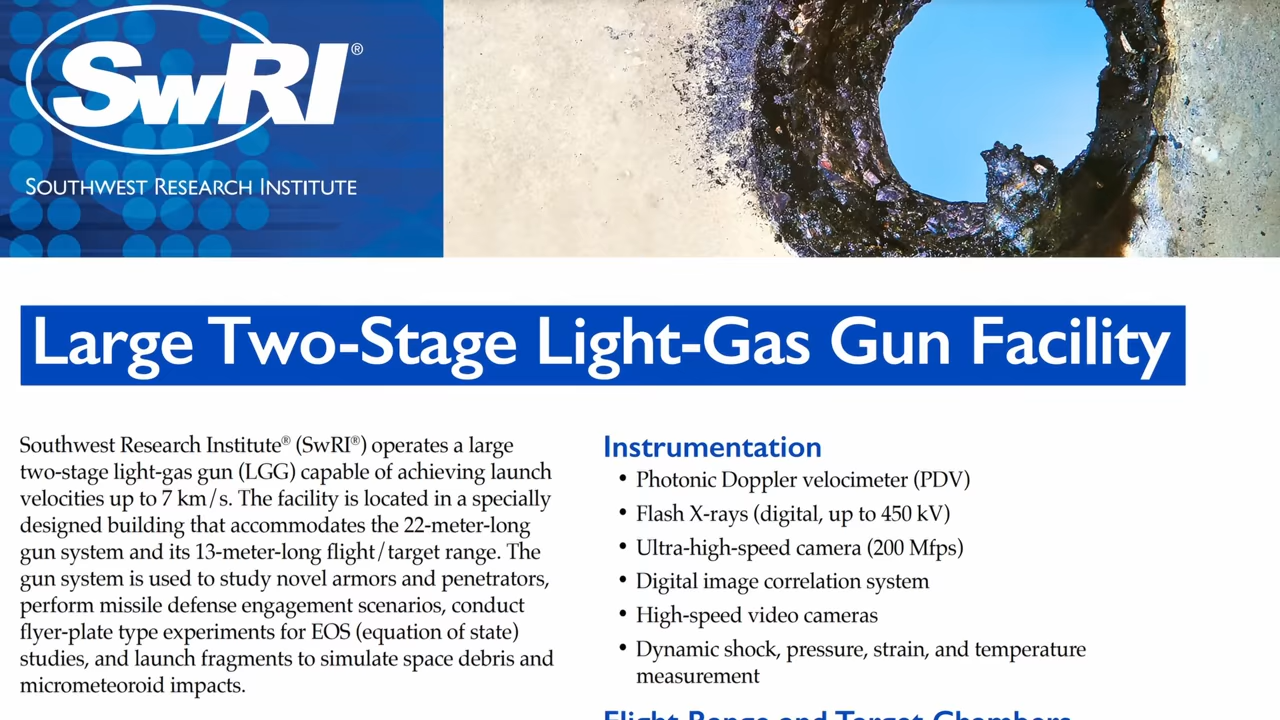 SwRI®
SOUTHWEST RESEARCH INSTITUTE
Large Two-Stage Light-Gas Gun Facility
Southwest Research Institute® (SwRI®) operates a large
two-stage light-gas gun (LGG) capable of achieving launch
velocities up to 7 km/s. The facility is located in a specially
designed building that accommodates the 22-meter-long
gun system and its 13-meter-long flight/target range. The
gun system is used to study novel armors and penetrators,
perform missile defense engagement scenarios, conduct
flyer-plate type experiments for EOS (equation of state)
studies, and launch fragments to simulate space debris and
micrometeoroid impacts.
Instrumentation
• Photonic Doppler velocimeter (PDV)
• Flash X-rays (digital, up to 450 kV)
• Ultra-high-speed camera (200 Mfps)
• Digital image correlation system
• High-speed video cameras
• Dynamic shock, pressure, strain, and temperature
measurement
Flight Range and Target Chambers